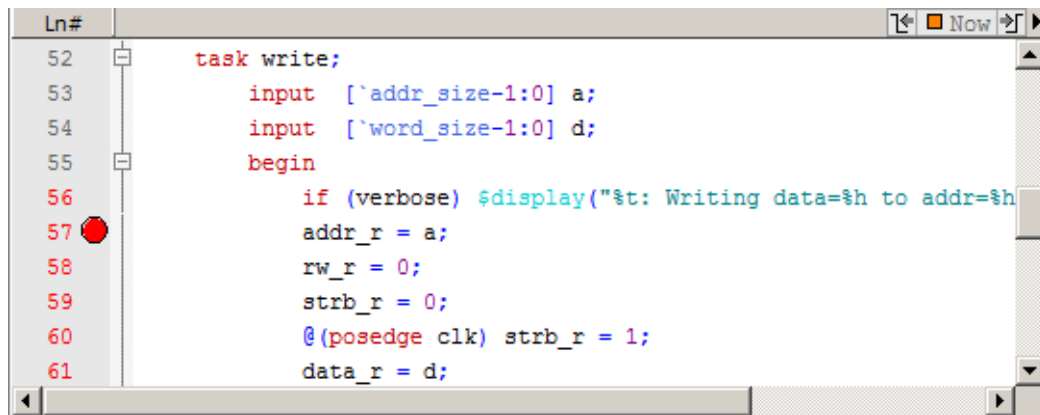 Ln# Now
52 task write;
53 input [`addr_size-1:0] a;
54 input [`word_size-1:0] d;
55 begin
56 if (verbose) $display("%t: Writing data=%h to addr=%h
57 addr_r = a;
58 rw_r = 0;
59 strb_r = 0;
60 @(posedge clk) strb_r = 1;
61 data_r = d;